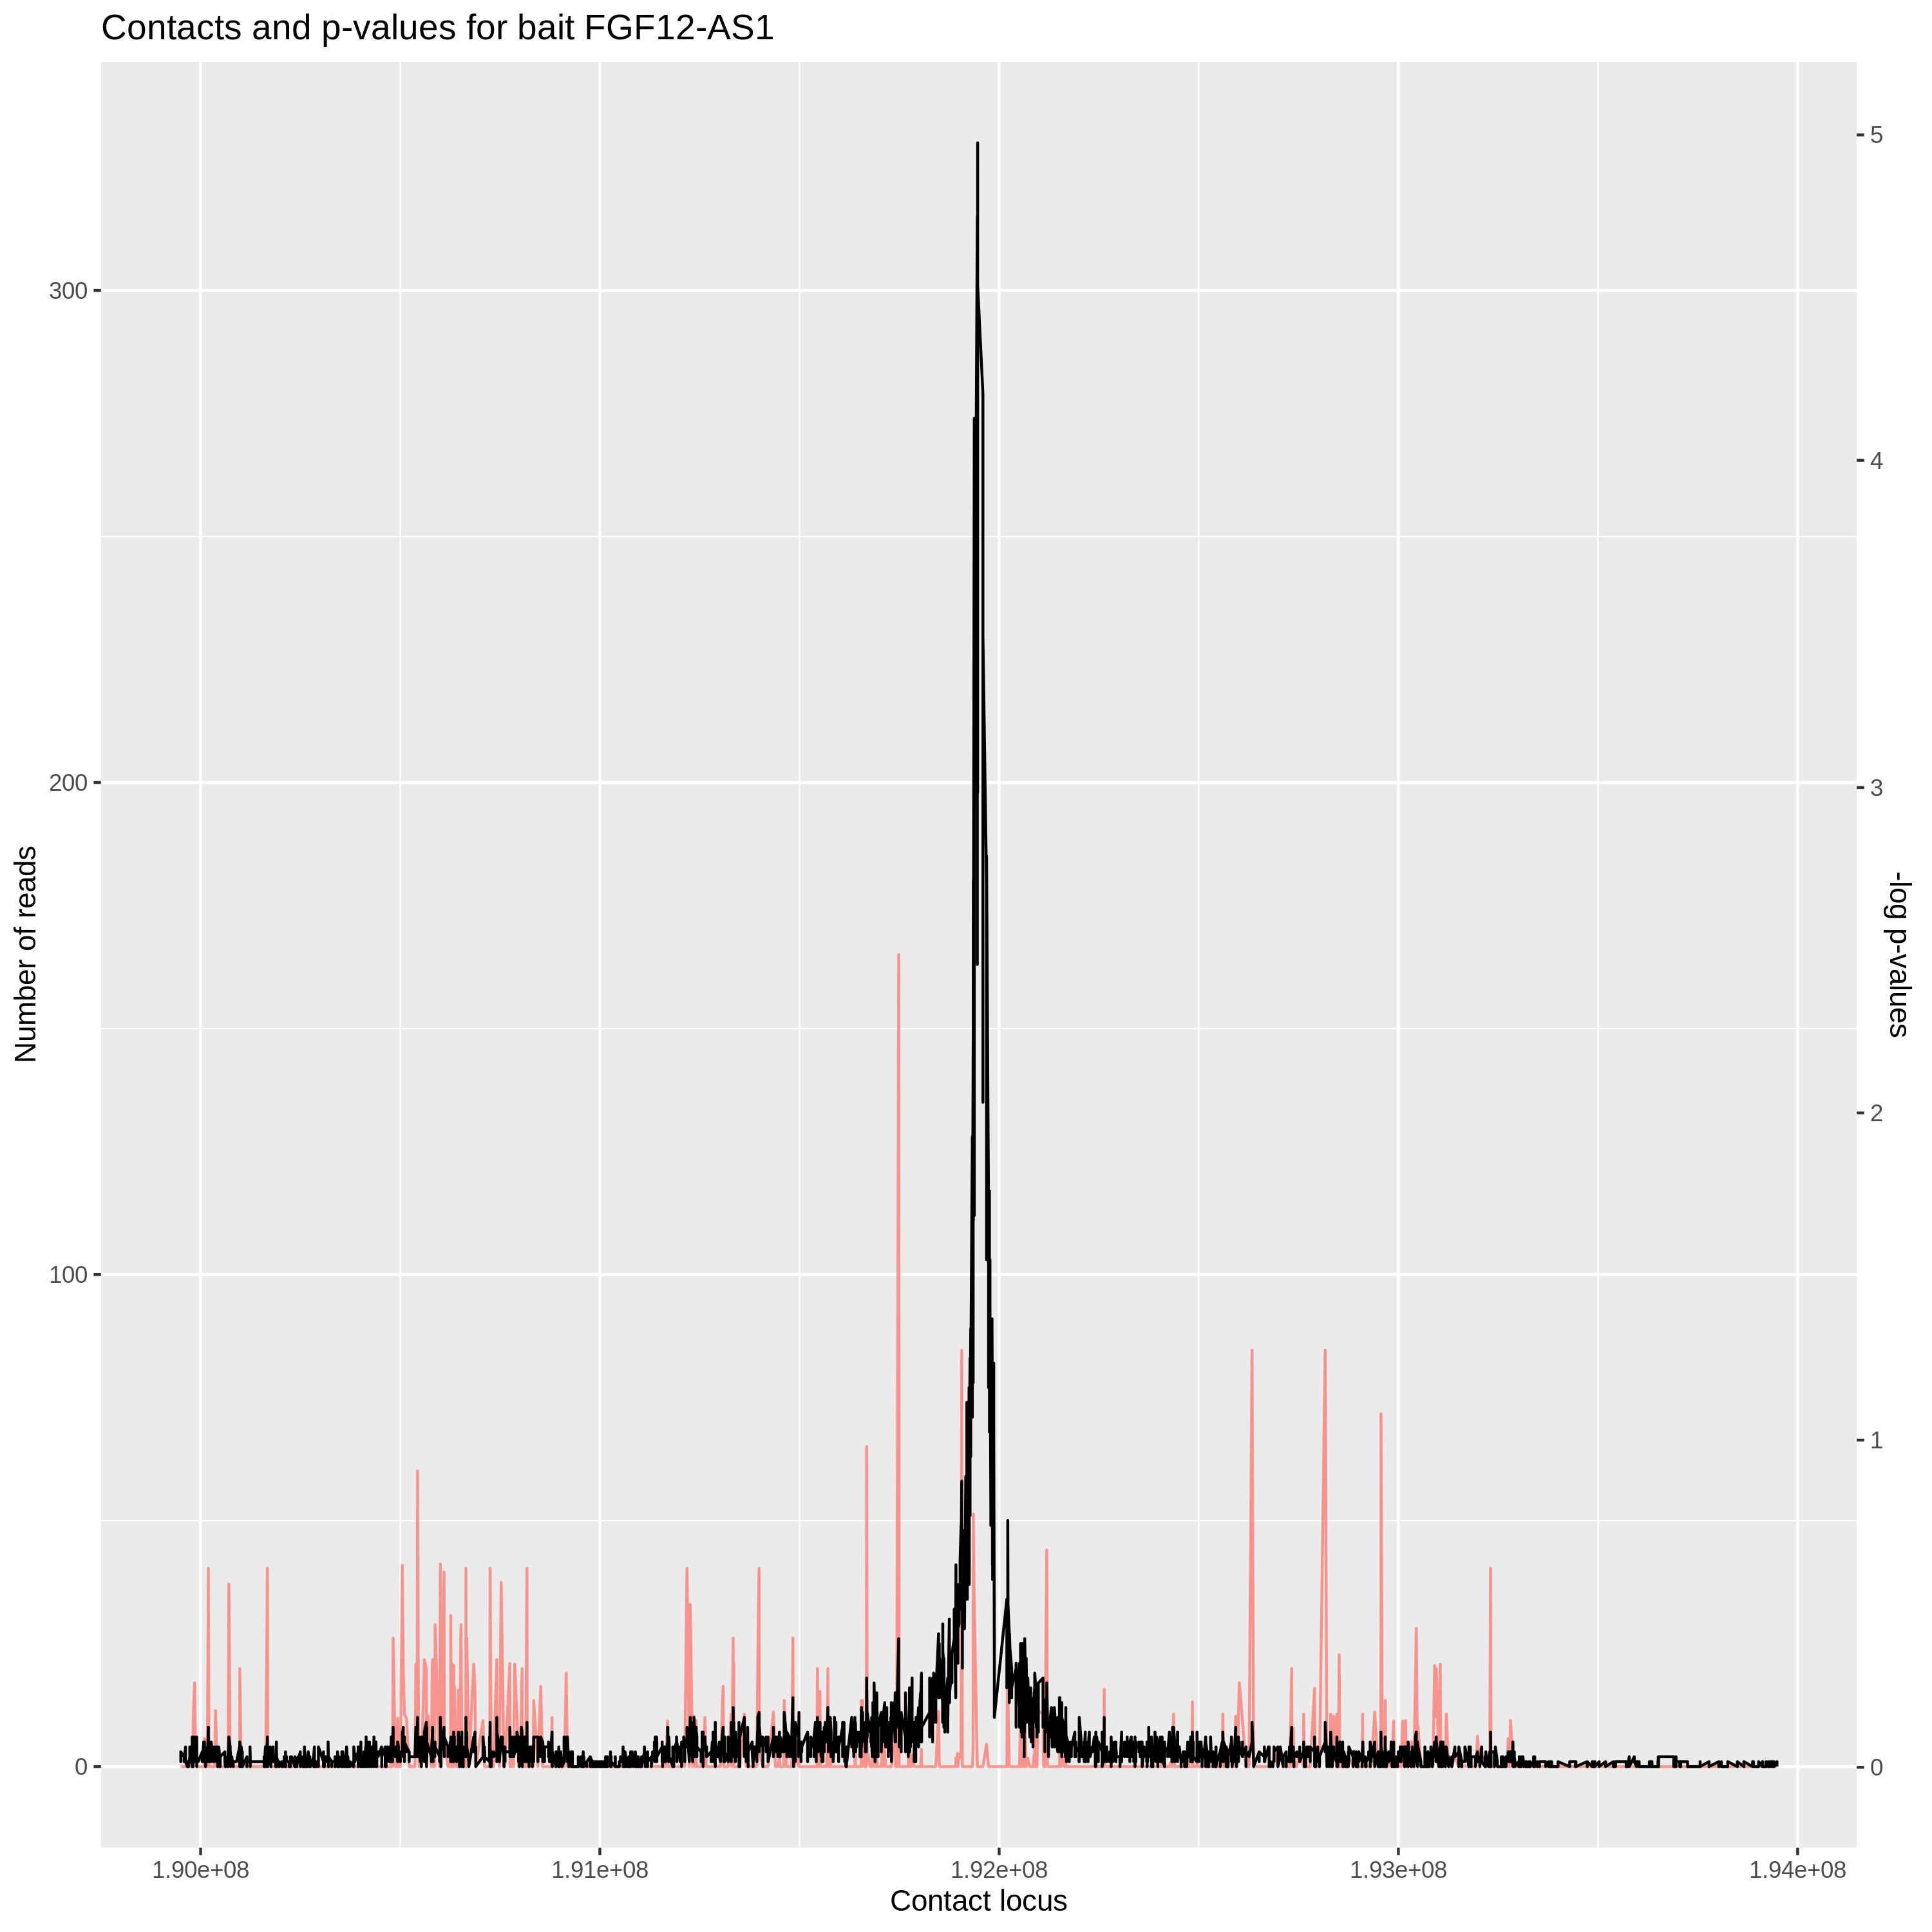 Contacts and p-values for bait FGF12-AS1
Number of reads
300
200
100
0
5
4
3
2
1
0
-log p-values
1.90e+08
1.91e+08
1.92e+08
1.93e+08
1.94e+08
Contact locus